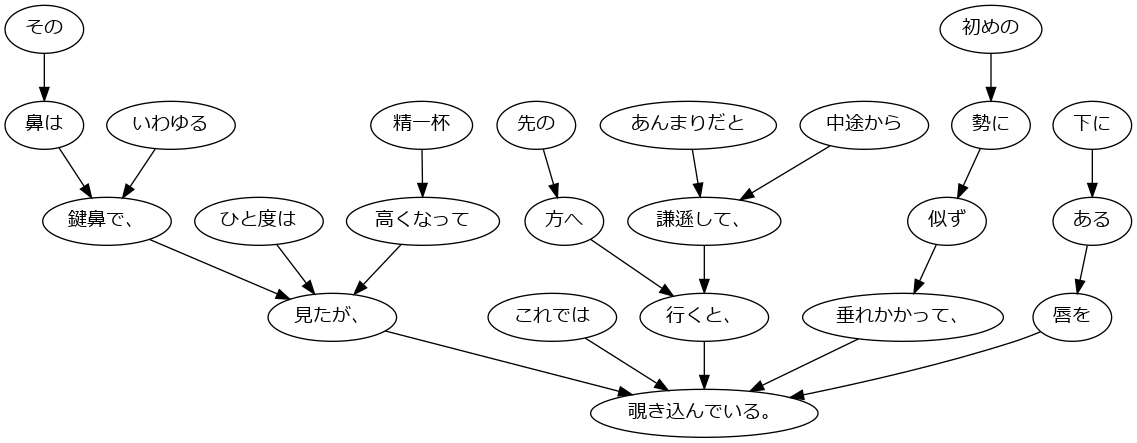 その
初めの
鼻は
いわゆる
精一杯
先の
あんまりだと
中途から
勢に
下に
鍵鼻で、
ひと度は
高くなって
方へ
謙遜して、
似ず
ある
見たが、
これでは
行くと、
垂れかかって、
唇を
覗き込んでいる。